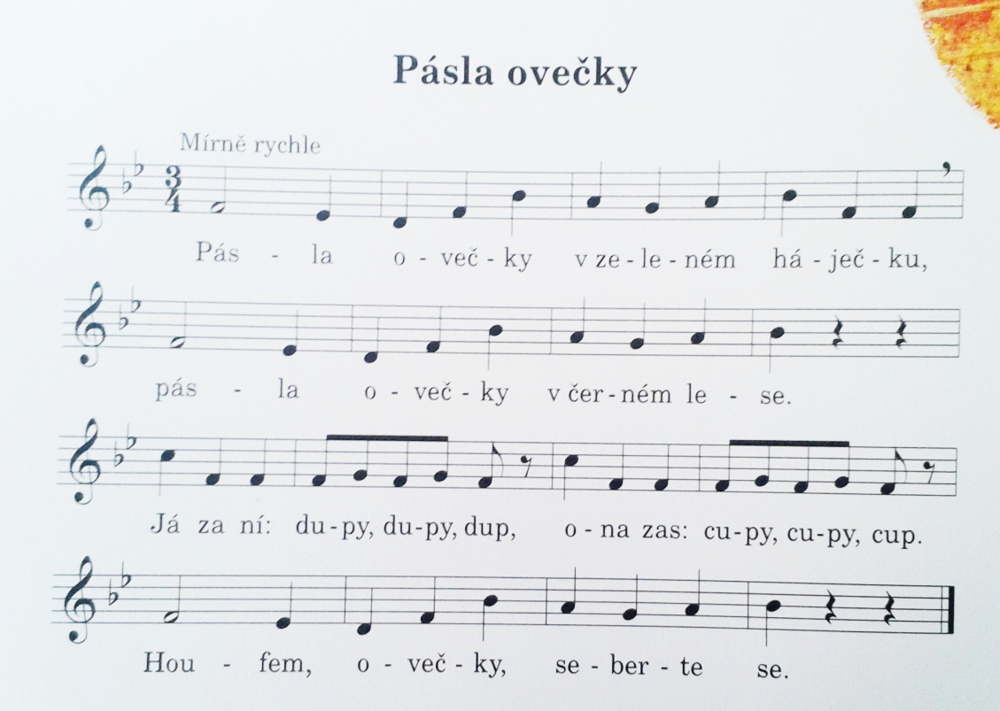 Pásla ovečky
Mírně rychle
3
4
Pás - la o - več - ky v ze - le - ném há - ječ - ku,
pás - la o - več - ky v čer - ném le - se.
Já za ní: du - py, du - py, dup, o - na zas: cu - py, cu - py, cup.
Hou - fem, o - več - ky, se - ber - te se.